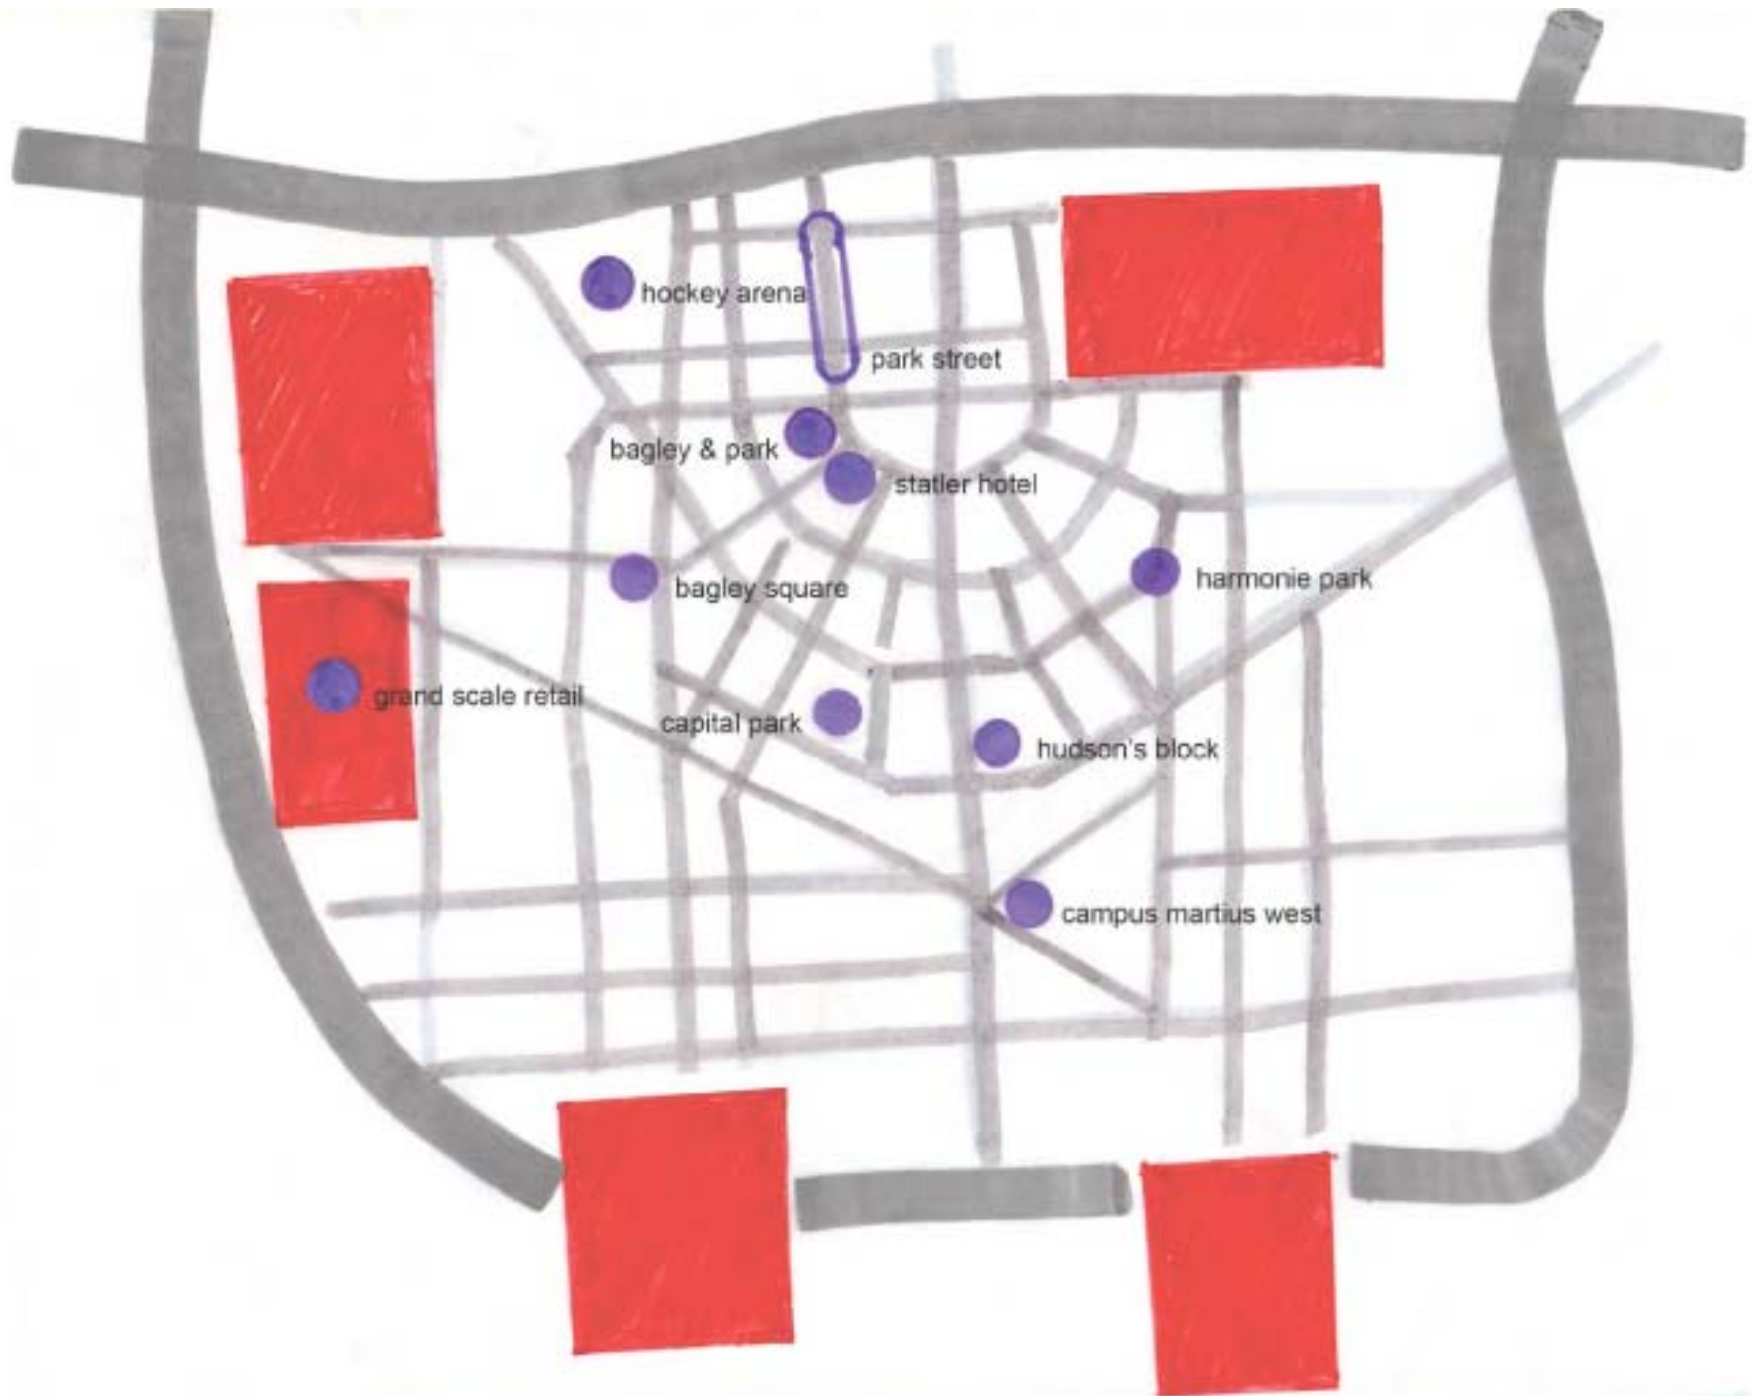 hockey arena
park street
bagley & park
statler hotel
harmonie park
bagley square
grand scale retail
capital park
hudson's block
campus martius west